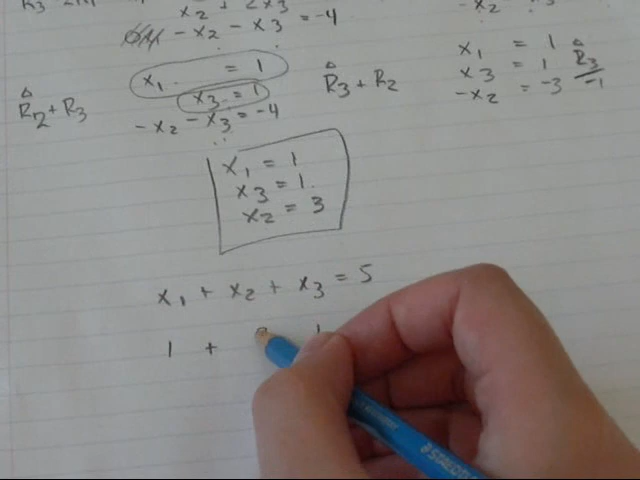 x₂ + 2x₃
- x₂ - x₃ = -4
x₁ = 1
x₃ = 1
- x₂ - x₃ = -4
R₂ + R₃
R₃ + R₂
x₁ = 1
x₃ = 1
-x₂ = -3
R₃
-1
x₁ = 1
x₃ = 1
x₂ = 3
x₁ + x₂ + x₃ = 5
1 +